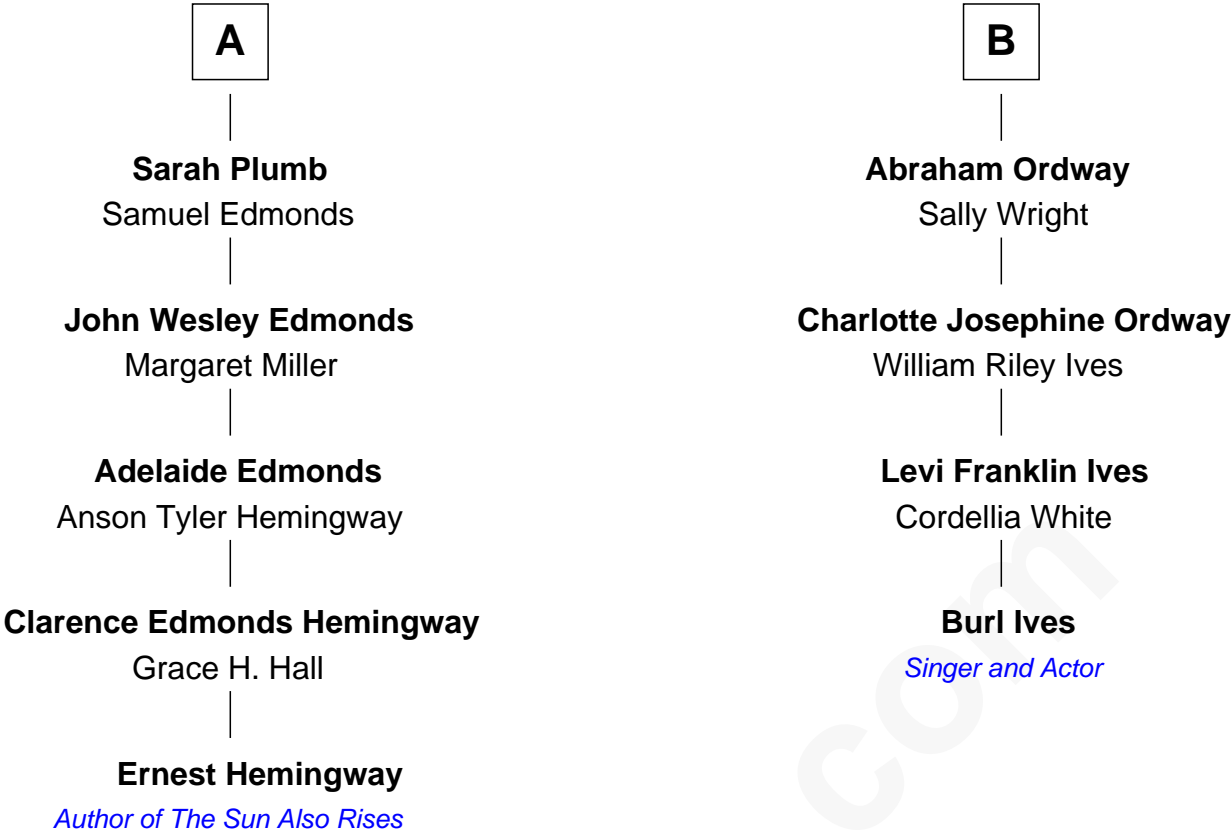 A
Sarah Plumb
Samuel Edmonds
John Wesley Edmonds
Margaret Miller
Adelaide Edmonds
Anson Tyler Hemingway
Clarence Edmonds Hemingway
Grace H. Hall
Ernest Hemingway
Author of The Sun Also Rises
B
Abraham Ordway
Sally Wright
Charlotte Josephine Ordway
William Riley Ives
Levi Franklin Ives
Cordellia White
Burl Ives
Singer and Actor
com